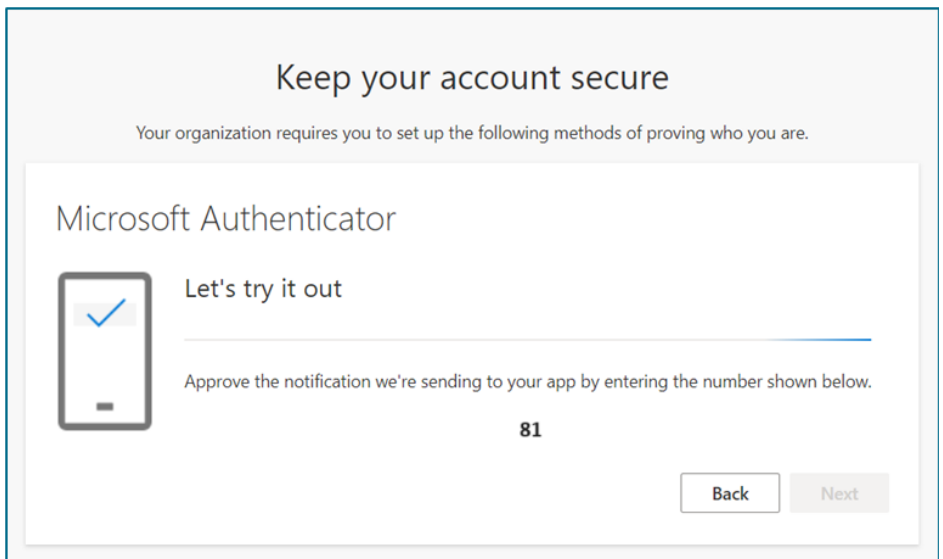 Keep your account secure
Your organization requires you to set up the following methods of proving who you are.
Microsoft Authenticator
Let's try it out
Approve the notification we're sending to your app by entering the number shown below.
81
Back
Next